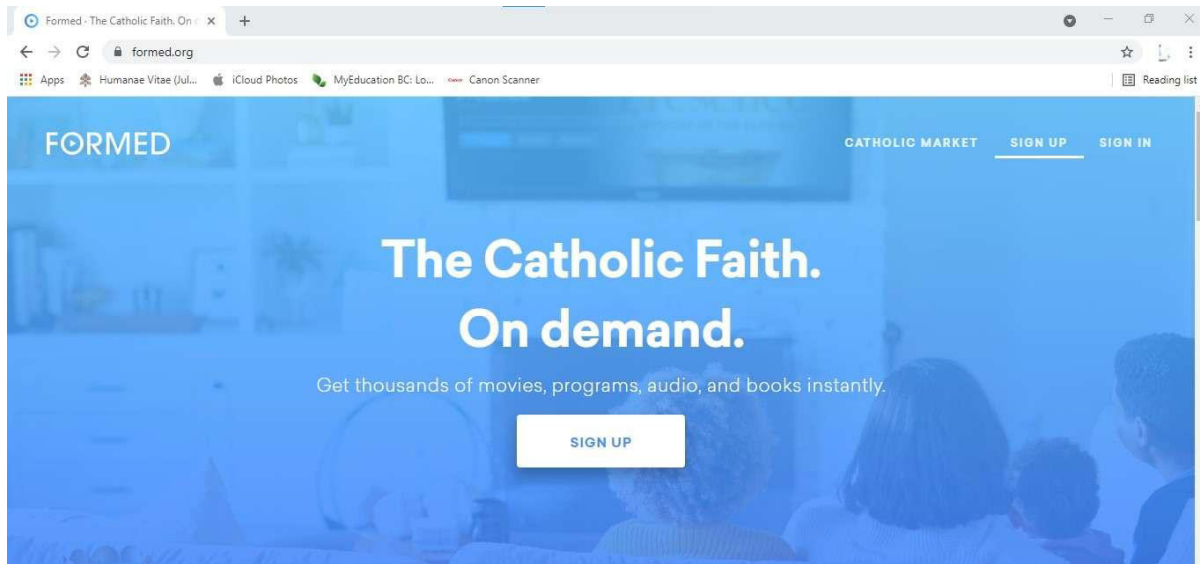 Formed - The Catholic Faith. On
formed.org
Apps Humanae Vitae (Jul... iCloud Photos MyEducation BC: Lo... Canon Canon Scanner Reading list
FORMED CATHOLIC MARKET SIGN UP SIGN IN
The Catholic Faith.
On demand.
Get thousands of movies, programs, audio, and books instantly.
SIGN UP